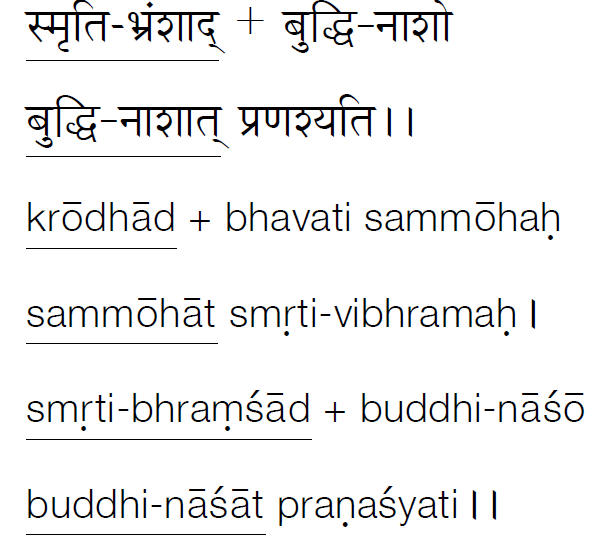 स्मृति-भ्रंशाद् + बुद्धि-नाशो
बुद्धि-नाशात् प्रणश्यति।।
krōdhād + bhavati sammōhaḥ
sammōhāt smṛti-vibhramaḥ।
smṛti-bhraṃśād + buddhi-nāśō
buddhi-nāśāt praṇaśyati।।